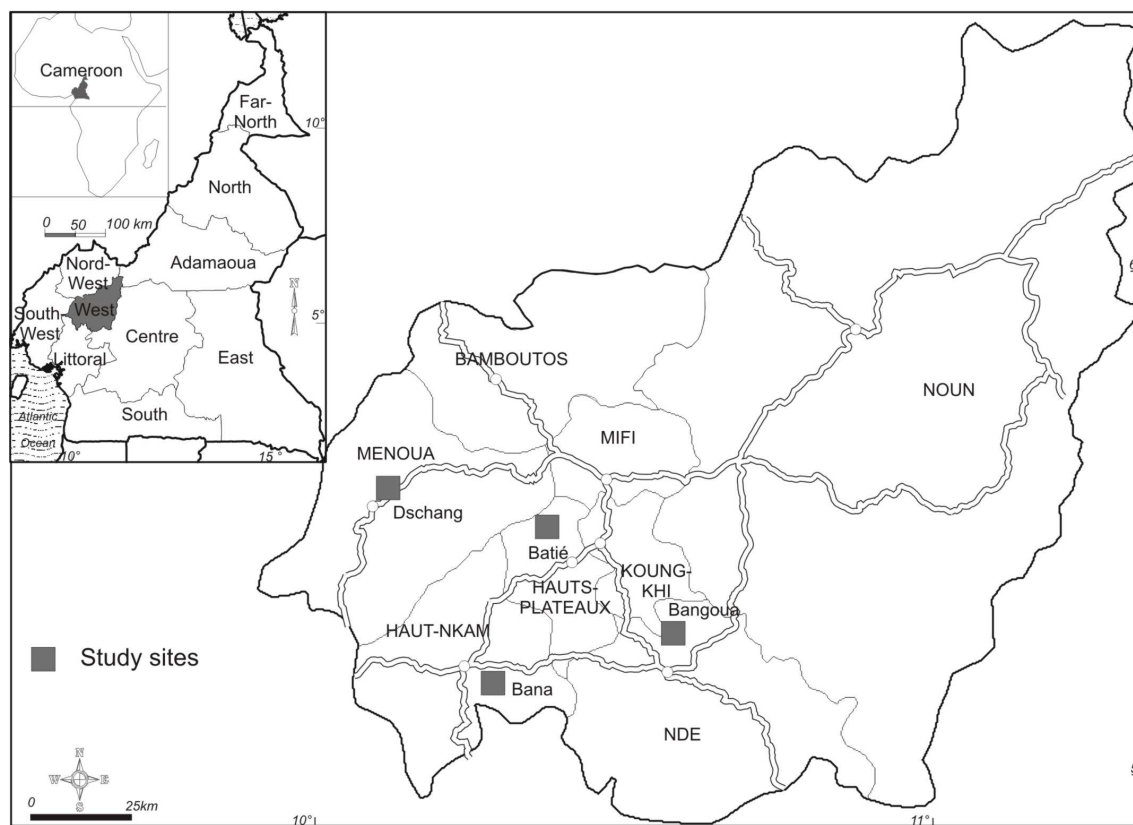 Cameroon
Far-
North
10°
North
0 50 100 km
Adamaoua
Nord-
West
N
West
South-
West
Centre
5°
Littoral
East
South
Atlantic
Ocean
10°
15°
BAMBOUTOS
NOUN
MIFI
MENOUA
Dschang
Batié
KOUNG-
KHI
HAUTS-
PLATEAUX
Bangoua
HAUT-NKAM
Study sites
Bana
NDE
N
W E
S
0 25km
10°
11°